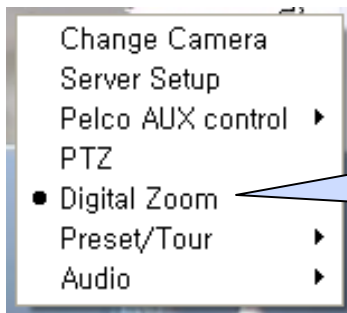 Change Camera
Server Setup
Pelco AUX control
PTZ
Digital Zoom
Preset/Tour
Audio